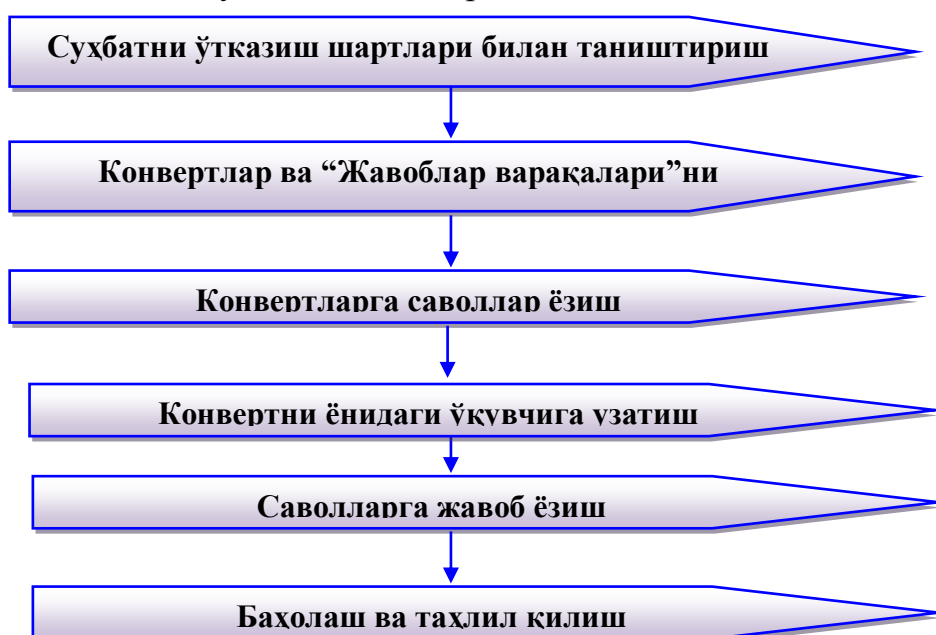 Суҳбатни ўтказиш шартлари билан таништириш
Конвертлар ва “Жавоблар варақалари”ни
Конвертларга саволлар ёзиш
Конвертни ёнидаги ўқувчига узатиш
Саволларга жавоб ёзиш
Баҳолаш ва таҳлил қилиш